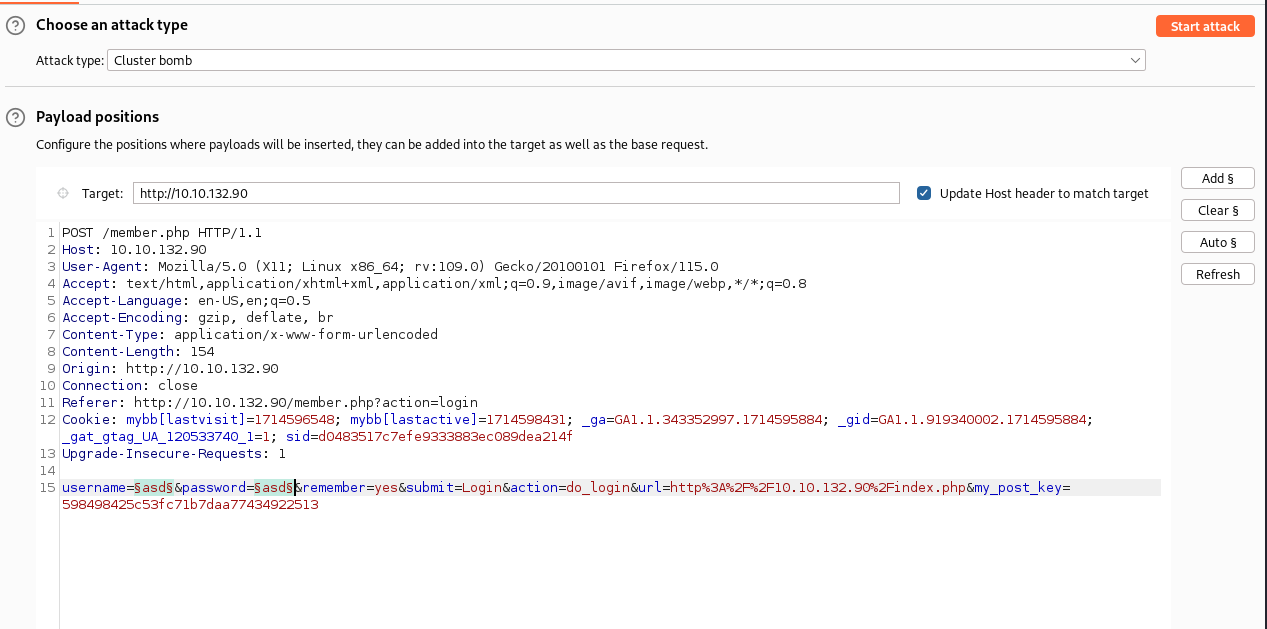 Choose an attack type
Start attack
Attack type: Cluster bomb
Payload positions
Configure the positions where payloads will be inserted, they can be added into the target as well as the base request.
Target: http://10.10.132.90
Update Host header to match target
Add §
Clear §
Auto §
Refresh
1 POST /member.php HTTP/1.1
2 Host: 10.10.132.90
3 User-Agent: Mozilla/5.0 (X11; Linux x86_64; rv:109.0) Gecko/20100101 Firefox/115.0
4 Accept: text/html,application/xhtml+xml,application/xml;q=0.9,image/avif,image/webp,*/*;q=0.8
5 Accept-Language: en-US,en;q=0.5
6 Accept-Encoding: gzip, deflate, br
7 Content-Type: application/x-www-form-urlencoded
8 Content-Length: 154
9 Origin: http://10.10.132.90
10 Connection: close
11 Referer: http://10.10.132.90/member.php?action=login
12 Cookie: mybb[lastvisit]=1714596548; mybb[lastactive]=1714598431; _ga=GA1.1.343352997.1714595884; _gid=GA1.1.919340002.1714595884;
_gat_gtag_UA_120533740_1=1; sid=d0483517c7efe9333883ec089dea214f
13 Upgrade-Insecure-Requests: 1
14
15 username=§asd§&password=§asd§&remember=yes&submit=Login&action=do_login&url=http%3A%2F%2F10.10.132.90%2Findex.php&my_post_key=
598498425c53fc71b7daa77434922513